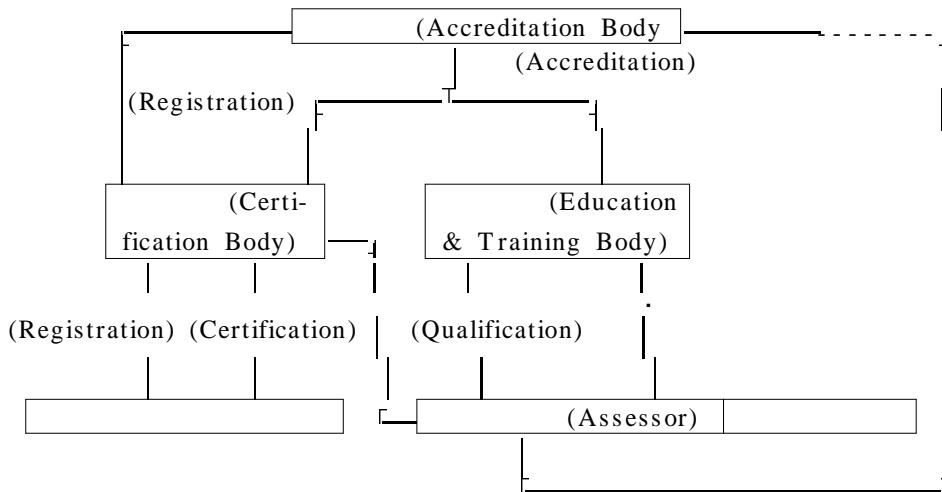 (Accreditation Body
(Accreditation)
(Registration)
(Certi-
fication Body)
(Education
& Training Body)
(Registration) (Certification) (Qualification)
(Assessor)